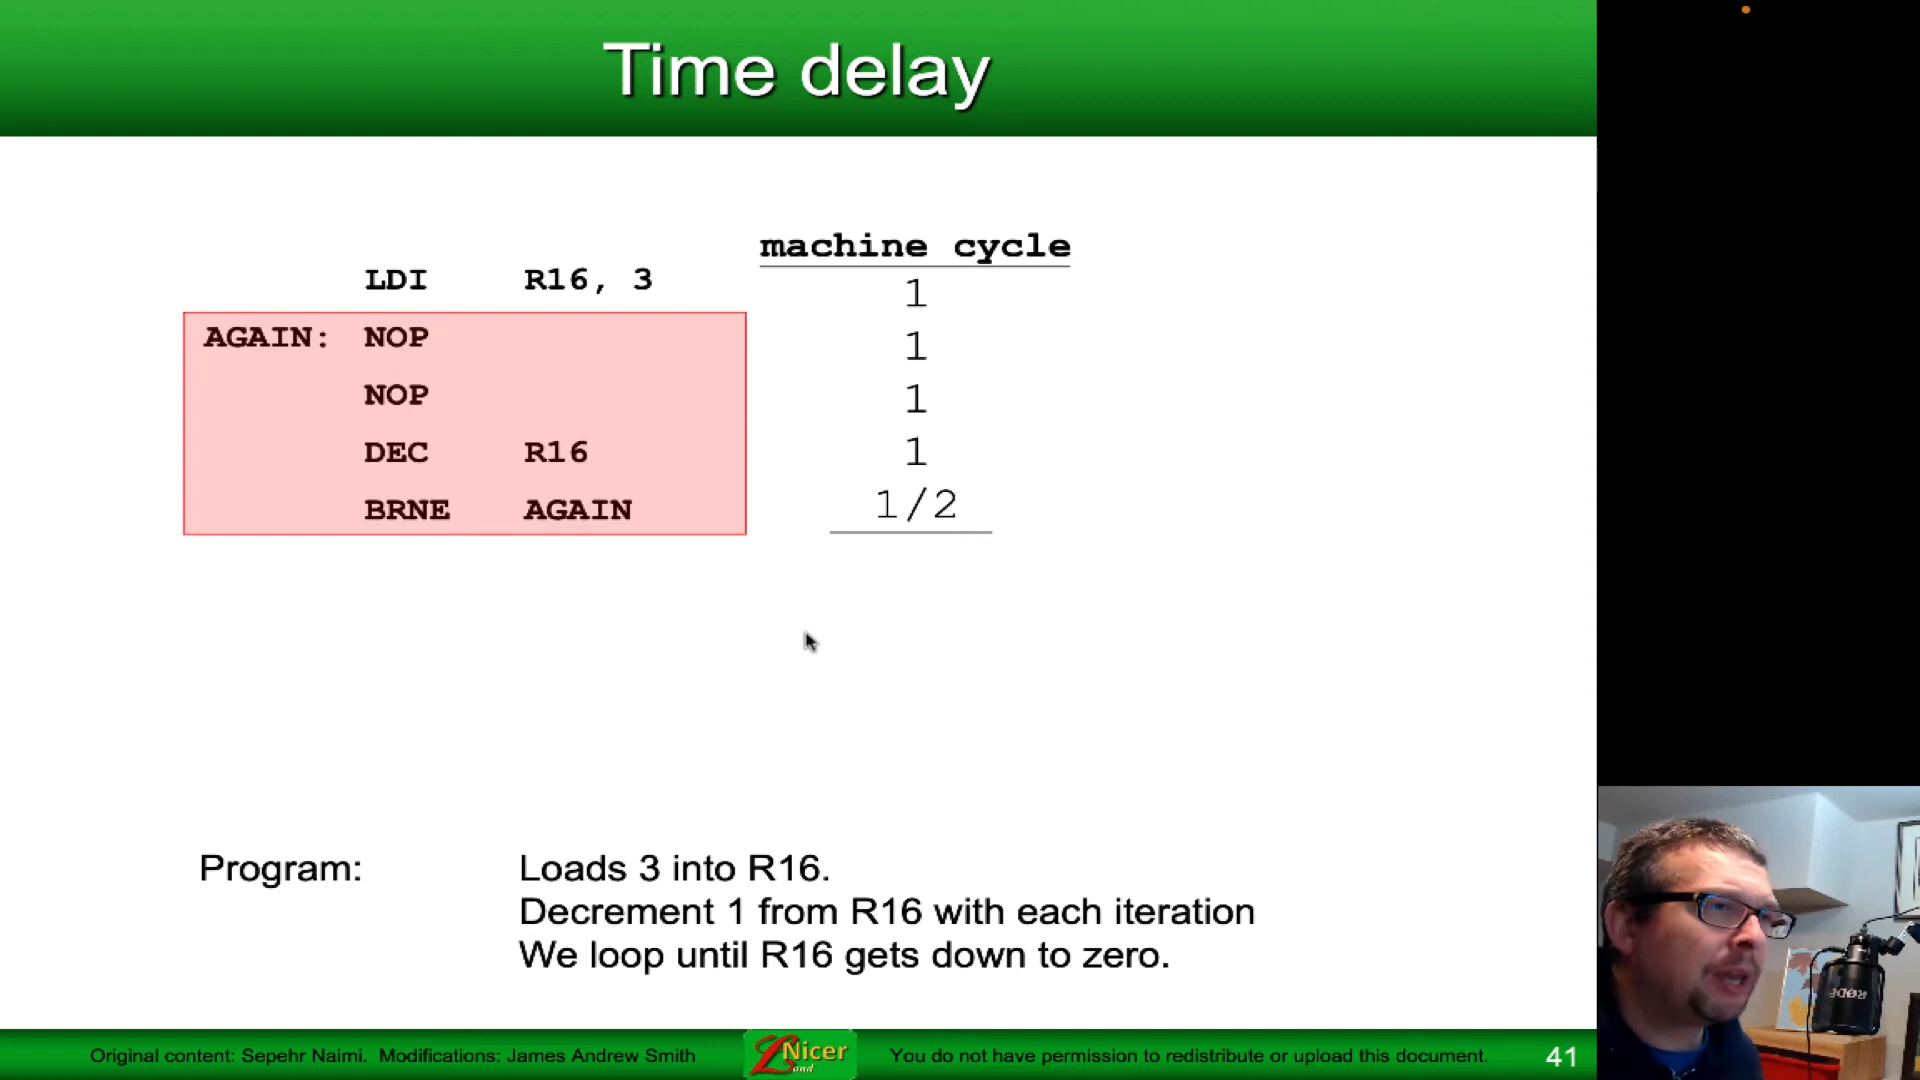 Time delay
machine cycle
LDI R16, 3 1
AGAIN: NOP 1
NOP 1
DEC R16 1
BRNE AGAIN 1/2
Program: Loads 3 into R16.
Decrement 1 from R16 with each iteration
We loop until R16 gets down to zero.
Original content: Sepehr Naimi. Modifications: James Andrew Smith
Nicer
Land
You do not have permission to redistribute or upload this document.
41
RØDE